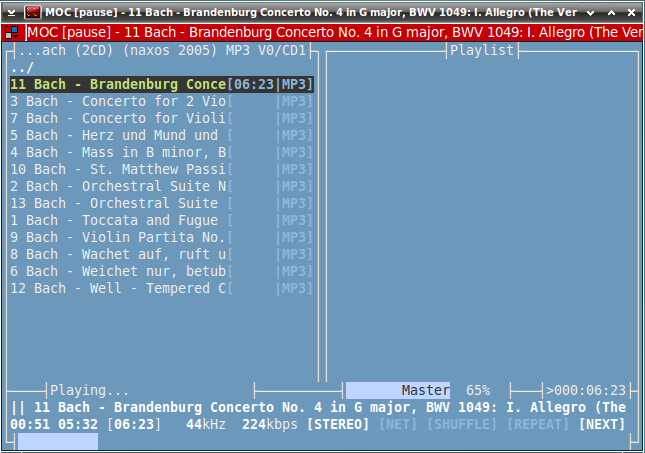 MOC [pause] - 11 Bach - Brandenburg Concerto No. 4 in G major, BWV 1049: I. Allegro (The Ver
MOC [pause] - 11 Bach - Brandenburg Concerto No. 4 in G major, BWV 1049: I. Allegro (The Ver
...ach (2CD) (naxos 2005) MP3 V0/CD1
Playlist
../
11 Bach - Brandenburg Conce[06:23|MP3]
3 Bach - Concerto for 2 Vio[     |MP3]
7 Bach - Concerto for Violi[     |MP3]
5 Bach - Herz und Mund und [     |MP3]
4 Bach - Mass in B minor, B[     |MP3]
10 Bach - St. Matthew Passi[     |MP3]
2 Bach - Orchestral Suite N[     |MP3]
13 Bach - Orchestral Suite [     |MP3]
1 Bach - Toccata and Fugue [     |MP3]
9 Bach - Violin Partita No.[     |MP3]
8 Bach - Wachet auf, ruft u[     |MP3]
6 Bach - Weichet nur, betub[     |MP3]
12 Bach - Well - Tempered C[     |MP3]
Playing... Master 65% >000:06:23
|| 11 Bach - Brandenburg Concerto No. 4 in G major, BWV 1049: I. Allegro (The
00:51 05:32 [06:23] 44kHz 224kbps [STEREO] [NET] [SHUFFLE] [REPEAT] [NEXT]